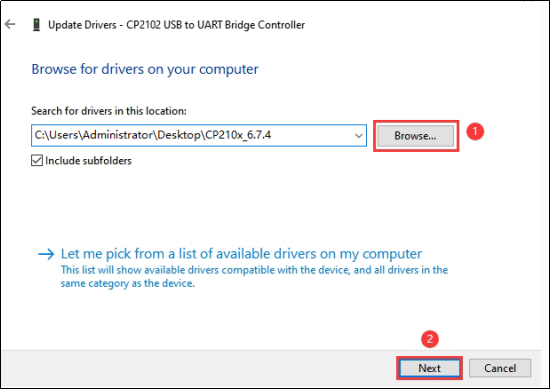 Update Drivers - CP2102 USB to UART Bridge Controller
Browse for drivers on your computer
Search for drivers in this location:
C:\Users\Administrator\Desktop\CP210x_6.7.4
Browse...
1
Include subfolders
Let me pick from a list of available drivers on my computer
This list will show available drivers compatible with the device, and all drivers in the
same category as the device.
2
Next
Cancel